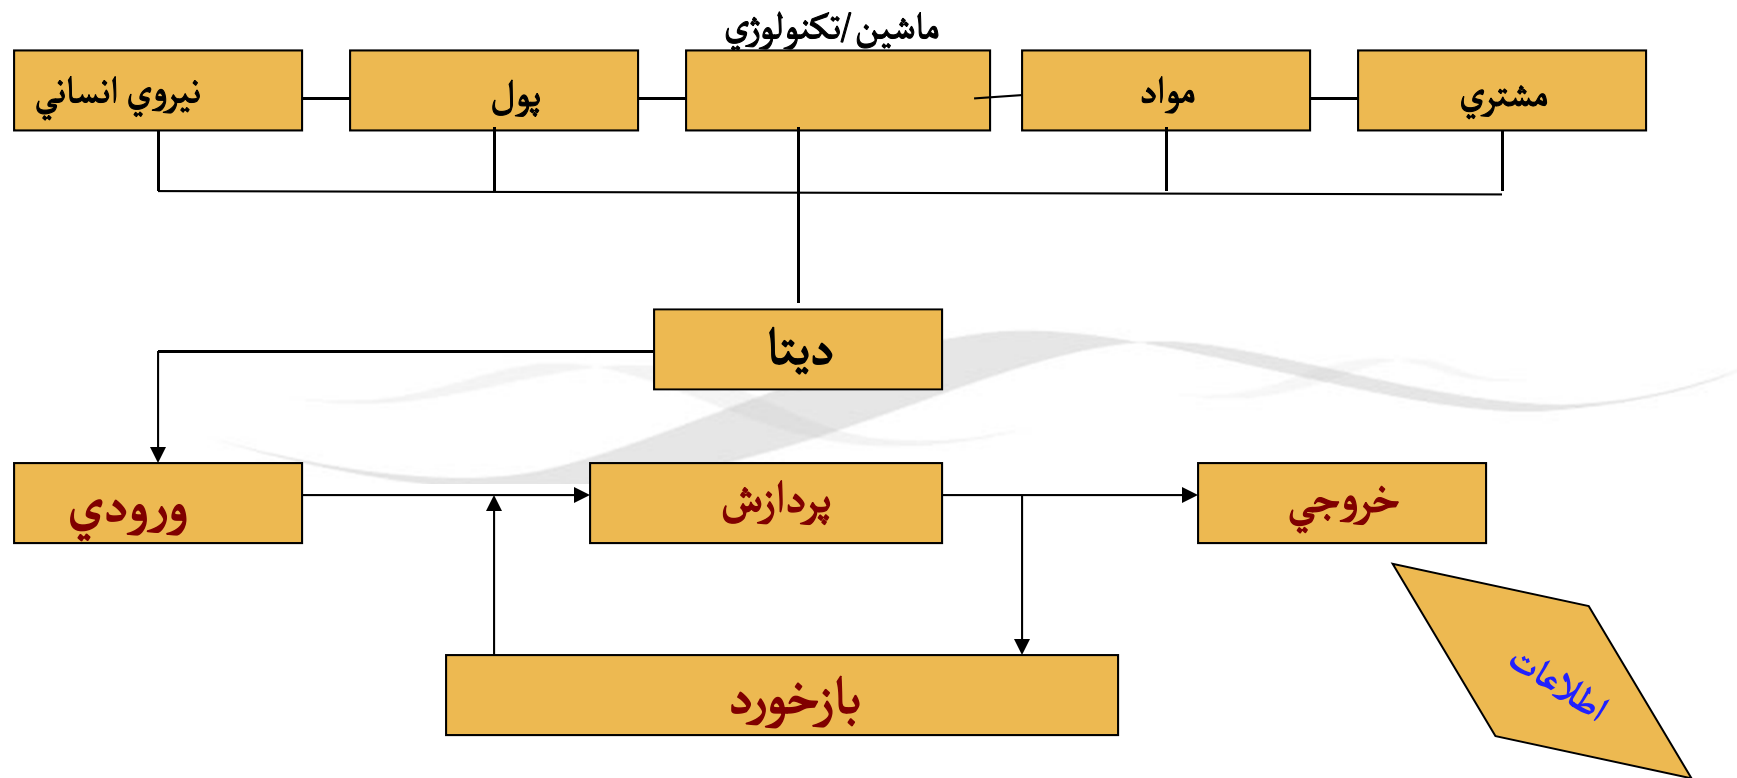 ماشين /تكنولوژي
مشتري
مواد
پول
نيروي انساني
ديتا
ورودي
پردازش
خروجي
بازخورد
اطلاعات